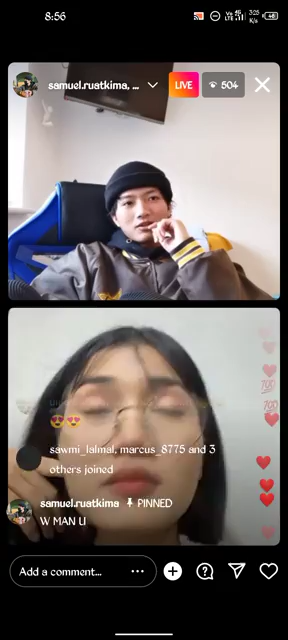 8:56
samuel.ruatkima, ...
LIVE
504
😍😍
sawmi_lalmal, marcus_8775 and 3
others joined
samuel.ruatkima PINNED
W MAN U
Add a comment...